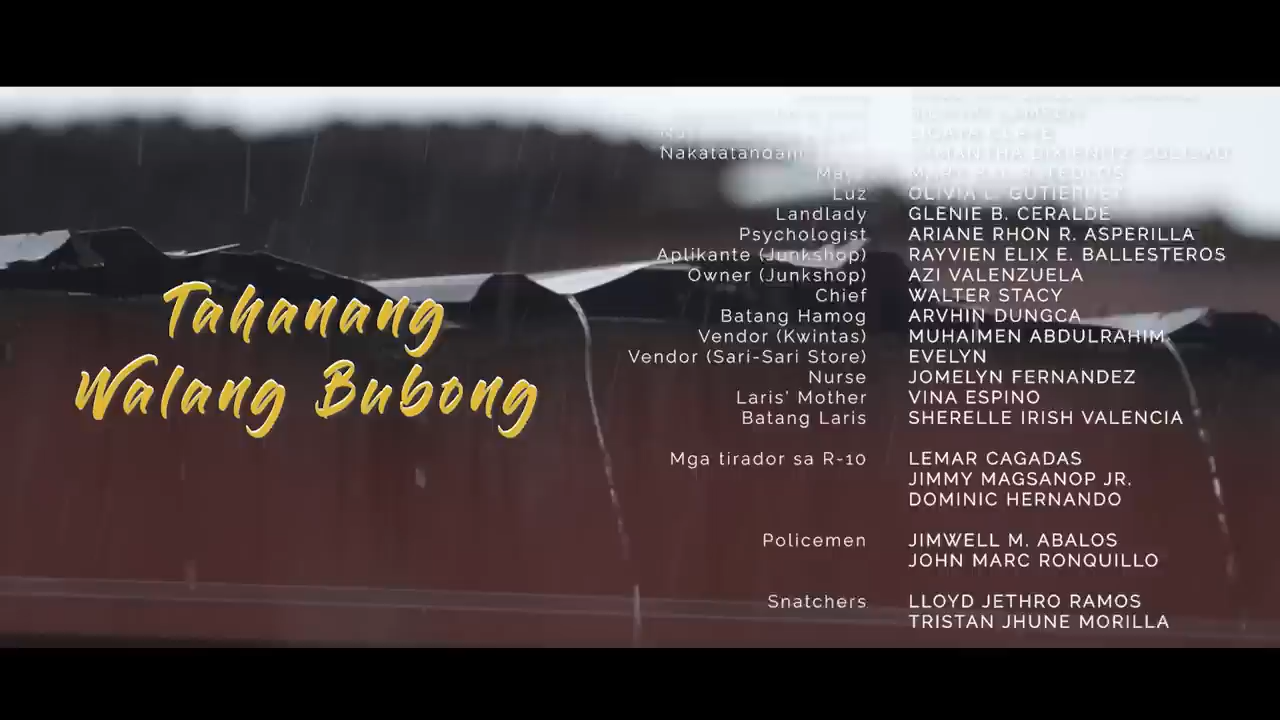 Tahanang
Walang Bubong
Nakatatandang
Luz OLIVIA L. GUTIERREZ
Landlady GLENIE B. CERALDE
Psychologist ARIANE RHON R. ASPERILLA
Aplikante (Junkshop) RAYVIEN ELIX E. BALLESTEROS
Owner (Junkshop) AZI VALENZUELA
Chief WALTER STACY
Batang Hamog ARVHIN DUNGCA
Vendor (Kwintas) MUHAIMEN ABDULRAHIM
Vendor (Sari-Sari Store) EVELYN
Nurse JOMELYN FERNANDEZ
Laris' Mother VINA ESPINO
Batang Laris SHERELLE IRISH VALENCIA
Mga tirador sa R-10 LEMAR CAGADAS
JIMMY MAGSANOP JR.
DOMINIC HERNANDO
Policemen JIMWELL M. ABALOS
JOHN MARC RONQUILLO
Snatchers LLOYD JETHRO RAMOS
TRISTAN JHUNE MORILLA